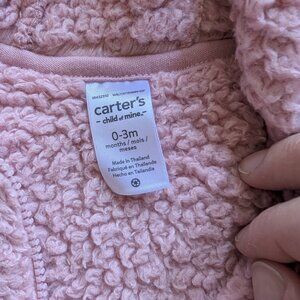 carter's
child of mine.
0-3m
months / mois /
meses
Made in Thailand
Fabriqué en Thaïlande
Hecho en Tailandia